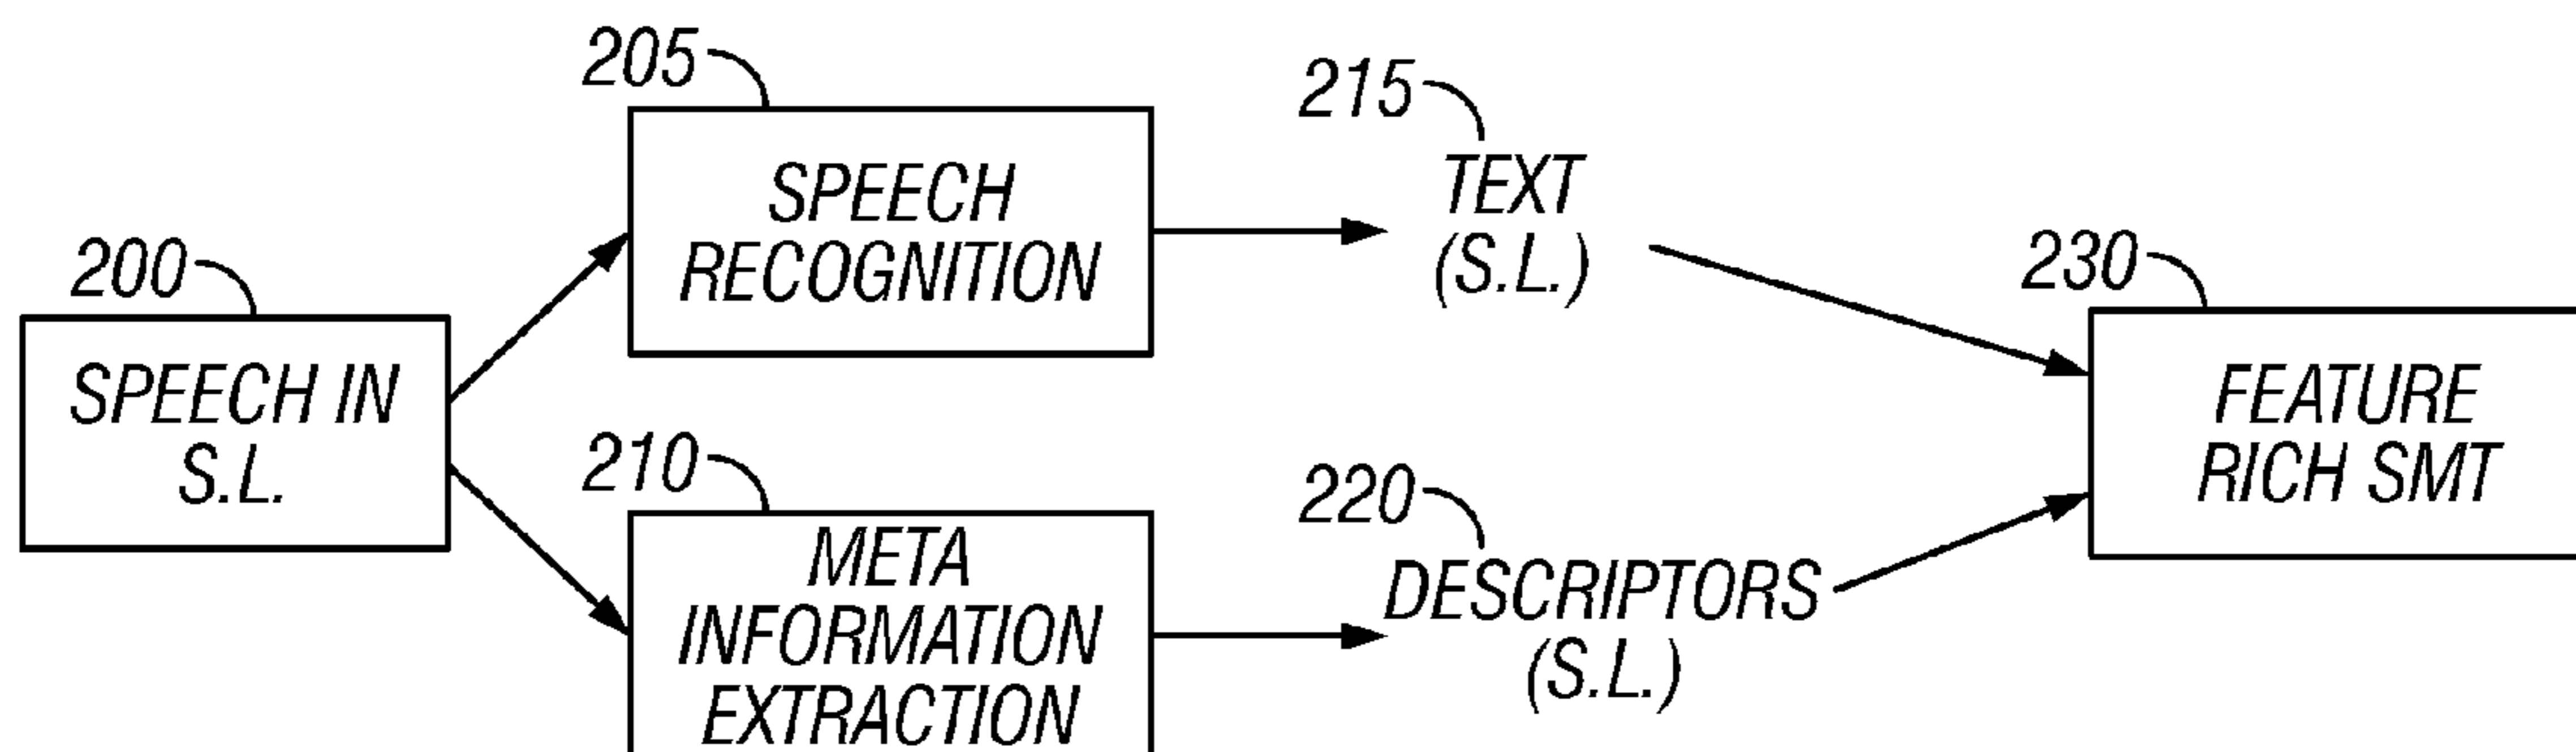 200
SPEECH IN
S.L.
205
SPEECH
RECOGNITION
210
META
INFORMATION
EXTRACTION
215
TEXT
(S.L.)
220
DESCRIPTORS
(S.L.)
230
FEATURE
RICH SMT